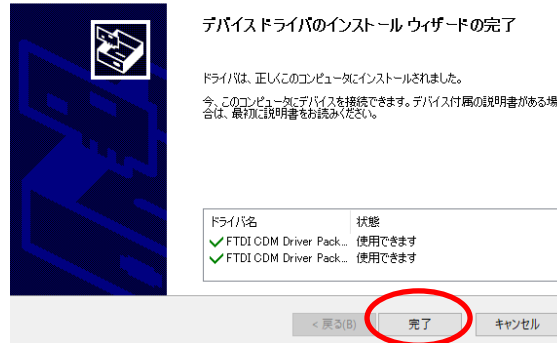 デバイス ドライバのインストール ウィザードの完了
ドライバは、正しくこのコンピュータにインストールされました。
今、このコンピュータにデバイスを接続できます。デバイス付属の説明書がある場
合は、最初に説明書をお読みください。
ドライバ名 状態
FTDI CDM Driver Pack... 使用できます
FTDI CDM Driver Pack... 使用できます
< 戻る(B) 完了 キャンセル